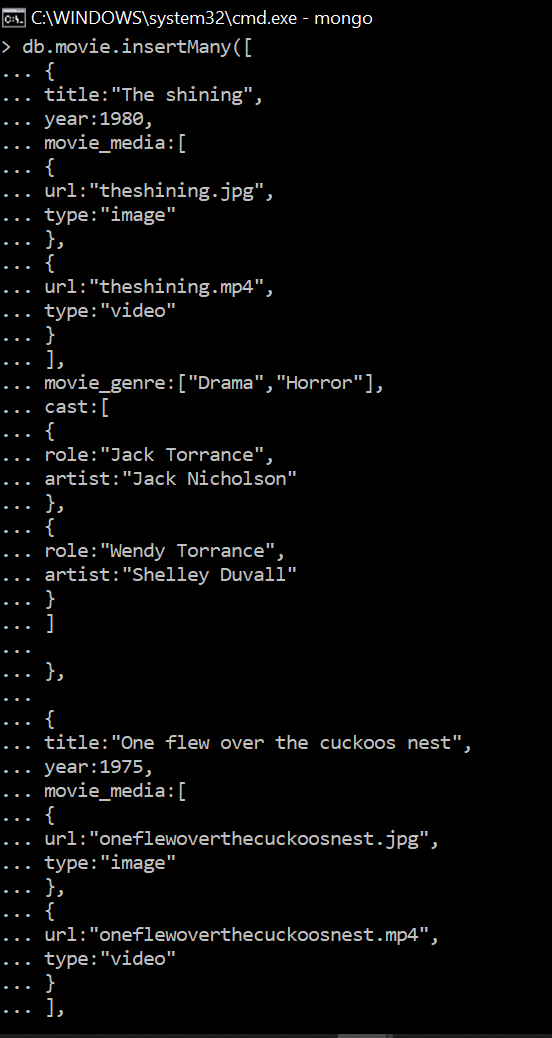 C:\WINDOWS\system32\cmd.exe - mongo
> db.movie.insertMany([
... {
... title:"The shining",
... year:1980,
... movie_media:[
... {
... url:"theshining.jpg",
... type:"image"
... },
... {
... url:"theshining.mp4",
... type:"video"
... }
... ],
... movie_genre:["Drama","Horror"],
... cast:[
... {
... role:"Jack Torrance",
... artist:"Jack Nicholson"
... },
... {
... role:"Wendy Torrance",
... artist:"Shelley Duvall"
... }
... ]
...
... },
...
... {
... title:"One flew over the cuckoos nest",
... year:1975,
... movie_media:[
... {
... url:"oneflewoverthecuckoosnest.jpg",
... type:"image"
... },
... {
... url:"oneflewoverthecuckoosnest.mp4",
... type:"video"
... }
... ],